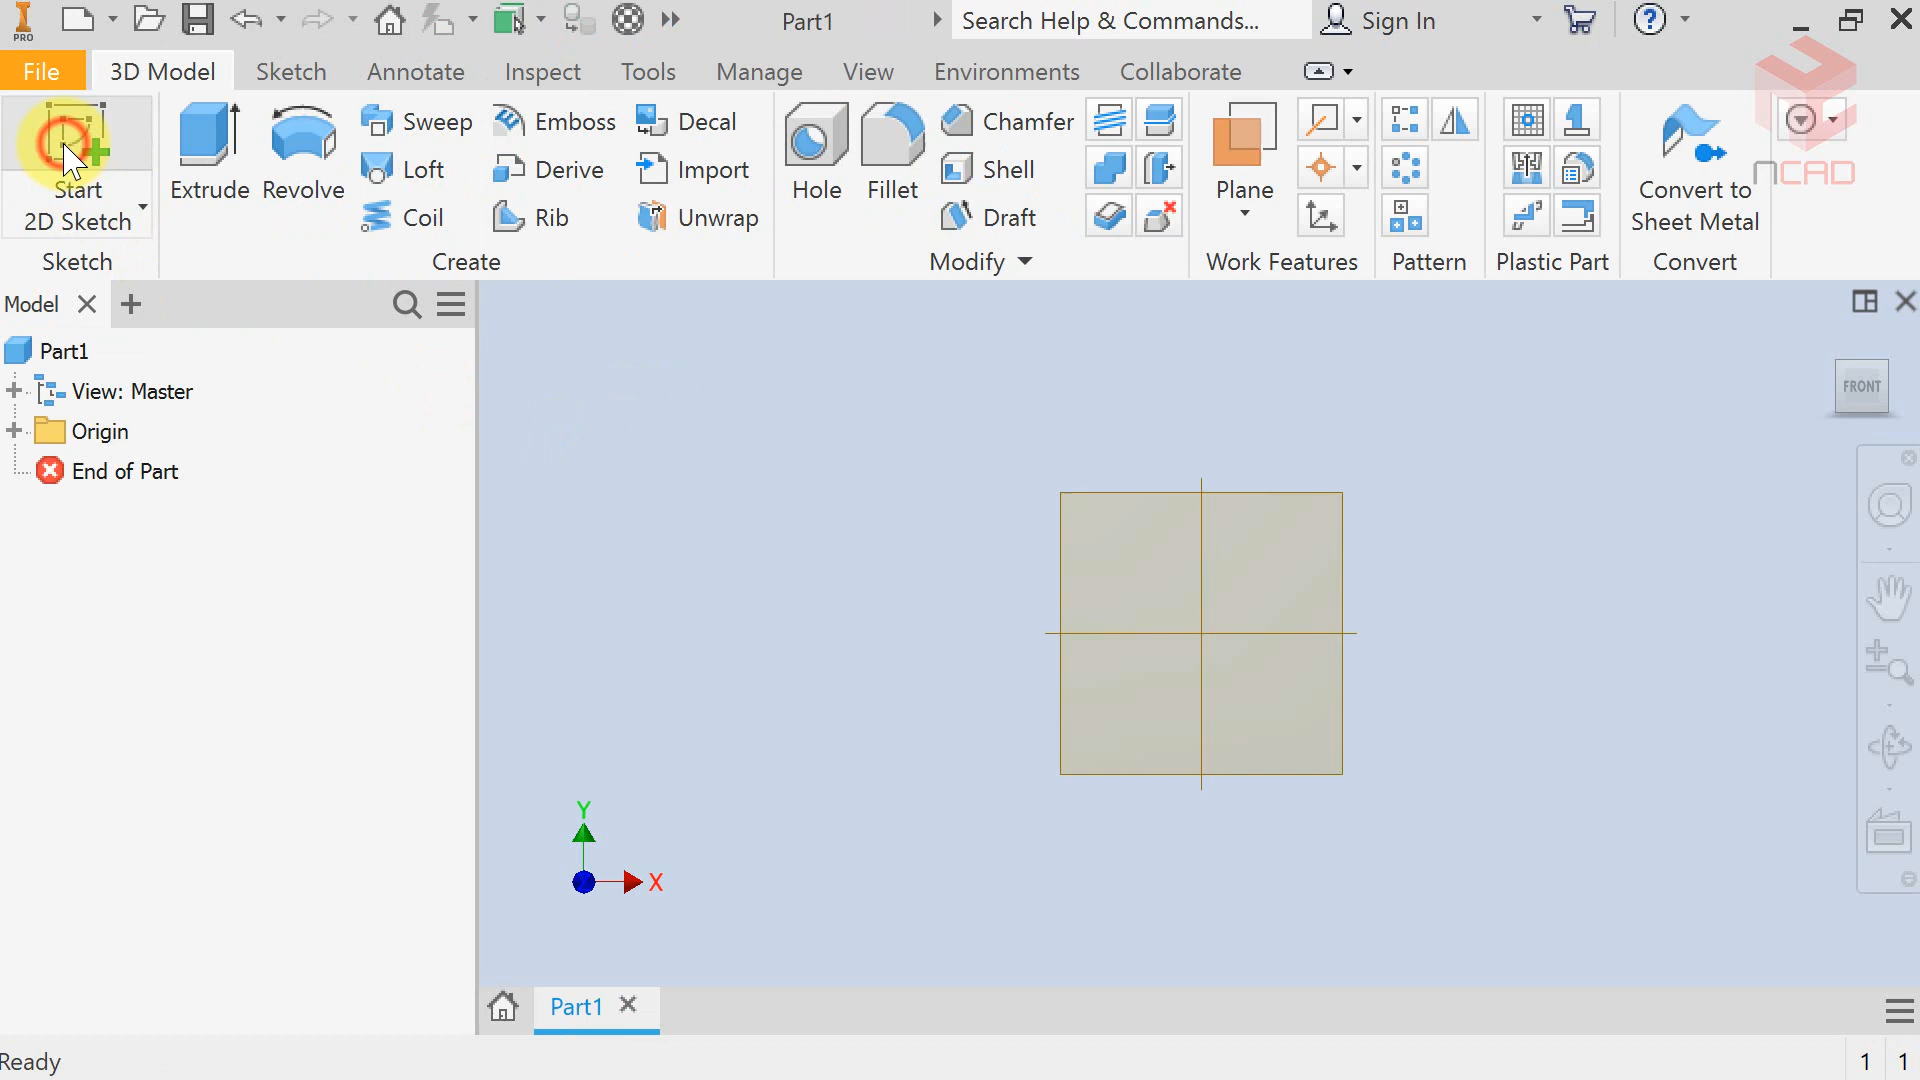 PRO
Part1
Search Help & Commands...
Sign In
File
3D Model
Sketch
Annotate
Inspect
Tools
Manage
View
Environments
Collaborate
Start
2D Sketch
Extrude
Revolve
Sweep
Loft
Coil
Emboss
Derive
Rib
Decal
Import
Unwrap
Hole
Fillet
Chamfer
Shell
Draft
Plane
Convert to
Sheet Metal
NCAD
Sketch
Create
Modify
Work Features
Pattern
Plastic Part
Convert
Model
Part1
View: Master
Origin
End of Part
FRONT
Y
X
Part1
Ready
1 1